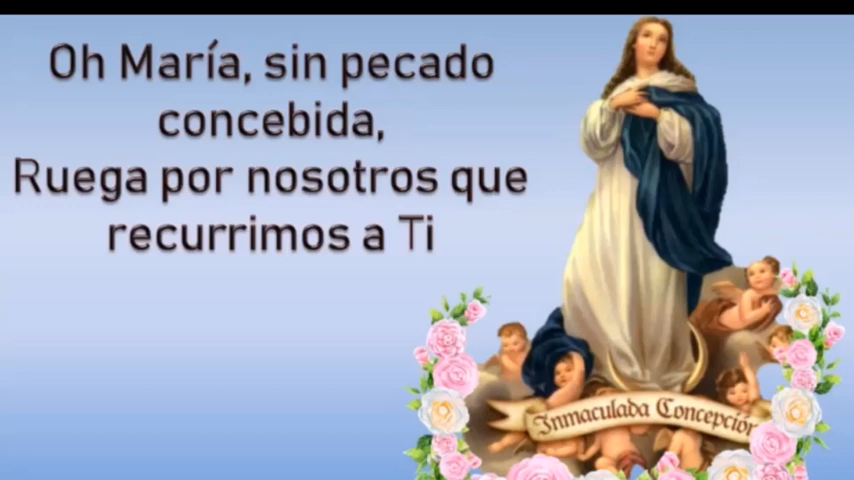 Oh María, sin pecado
concebida,
Ruega por nosotros que
recurrimos a Ti
Inmaculada Concepción